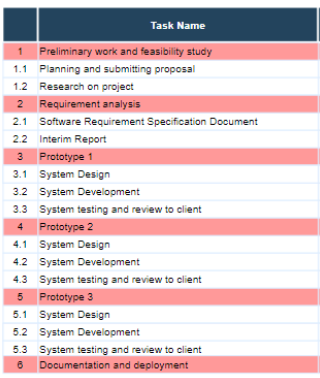 Task Name
1 Preliminary work and feasibility study
1.1 Planning and submitting proposal
1.2 Research on project
2 Requirement analysis
2.1 Software Requirement Specification Document
2.2 Interim Report
3 Prototype 1
3.1 System Design
3.2 System Development
3.3 System testing and review to client
4 Prototype 2
4.1 System Design
4.2 System Development
4.3 System testing and review to client
5 Prototype 3
5.1 System Design
5.2 System Development
5.3 System testing and review to client
6 Documentation and deployment